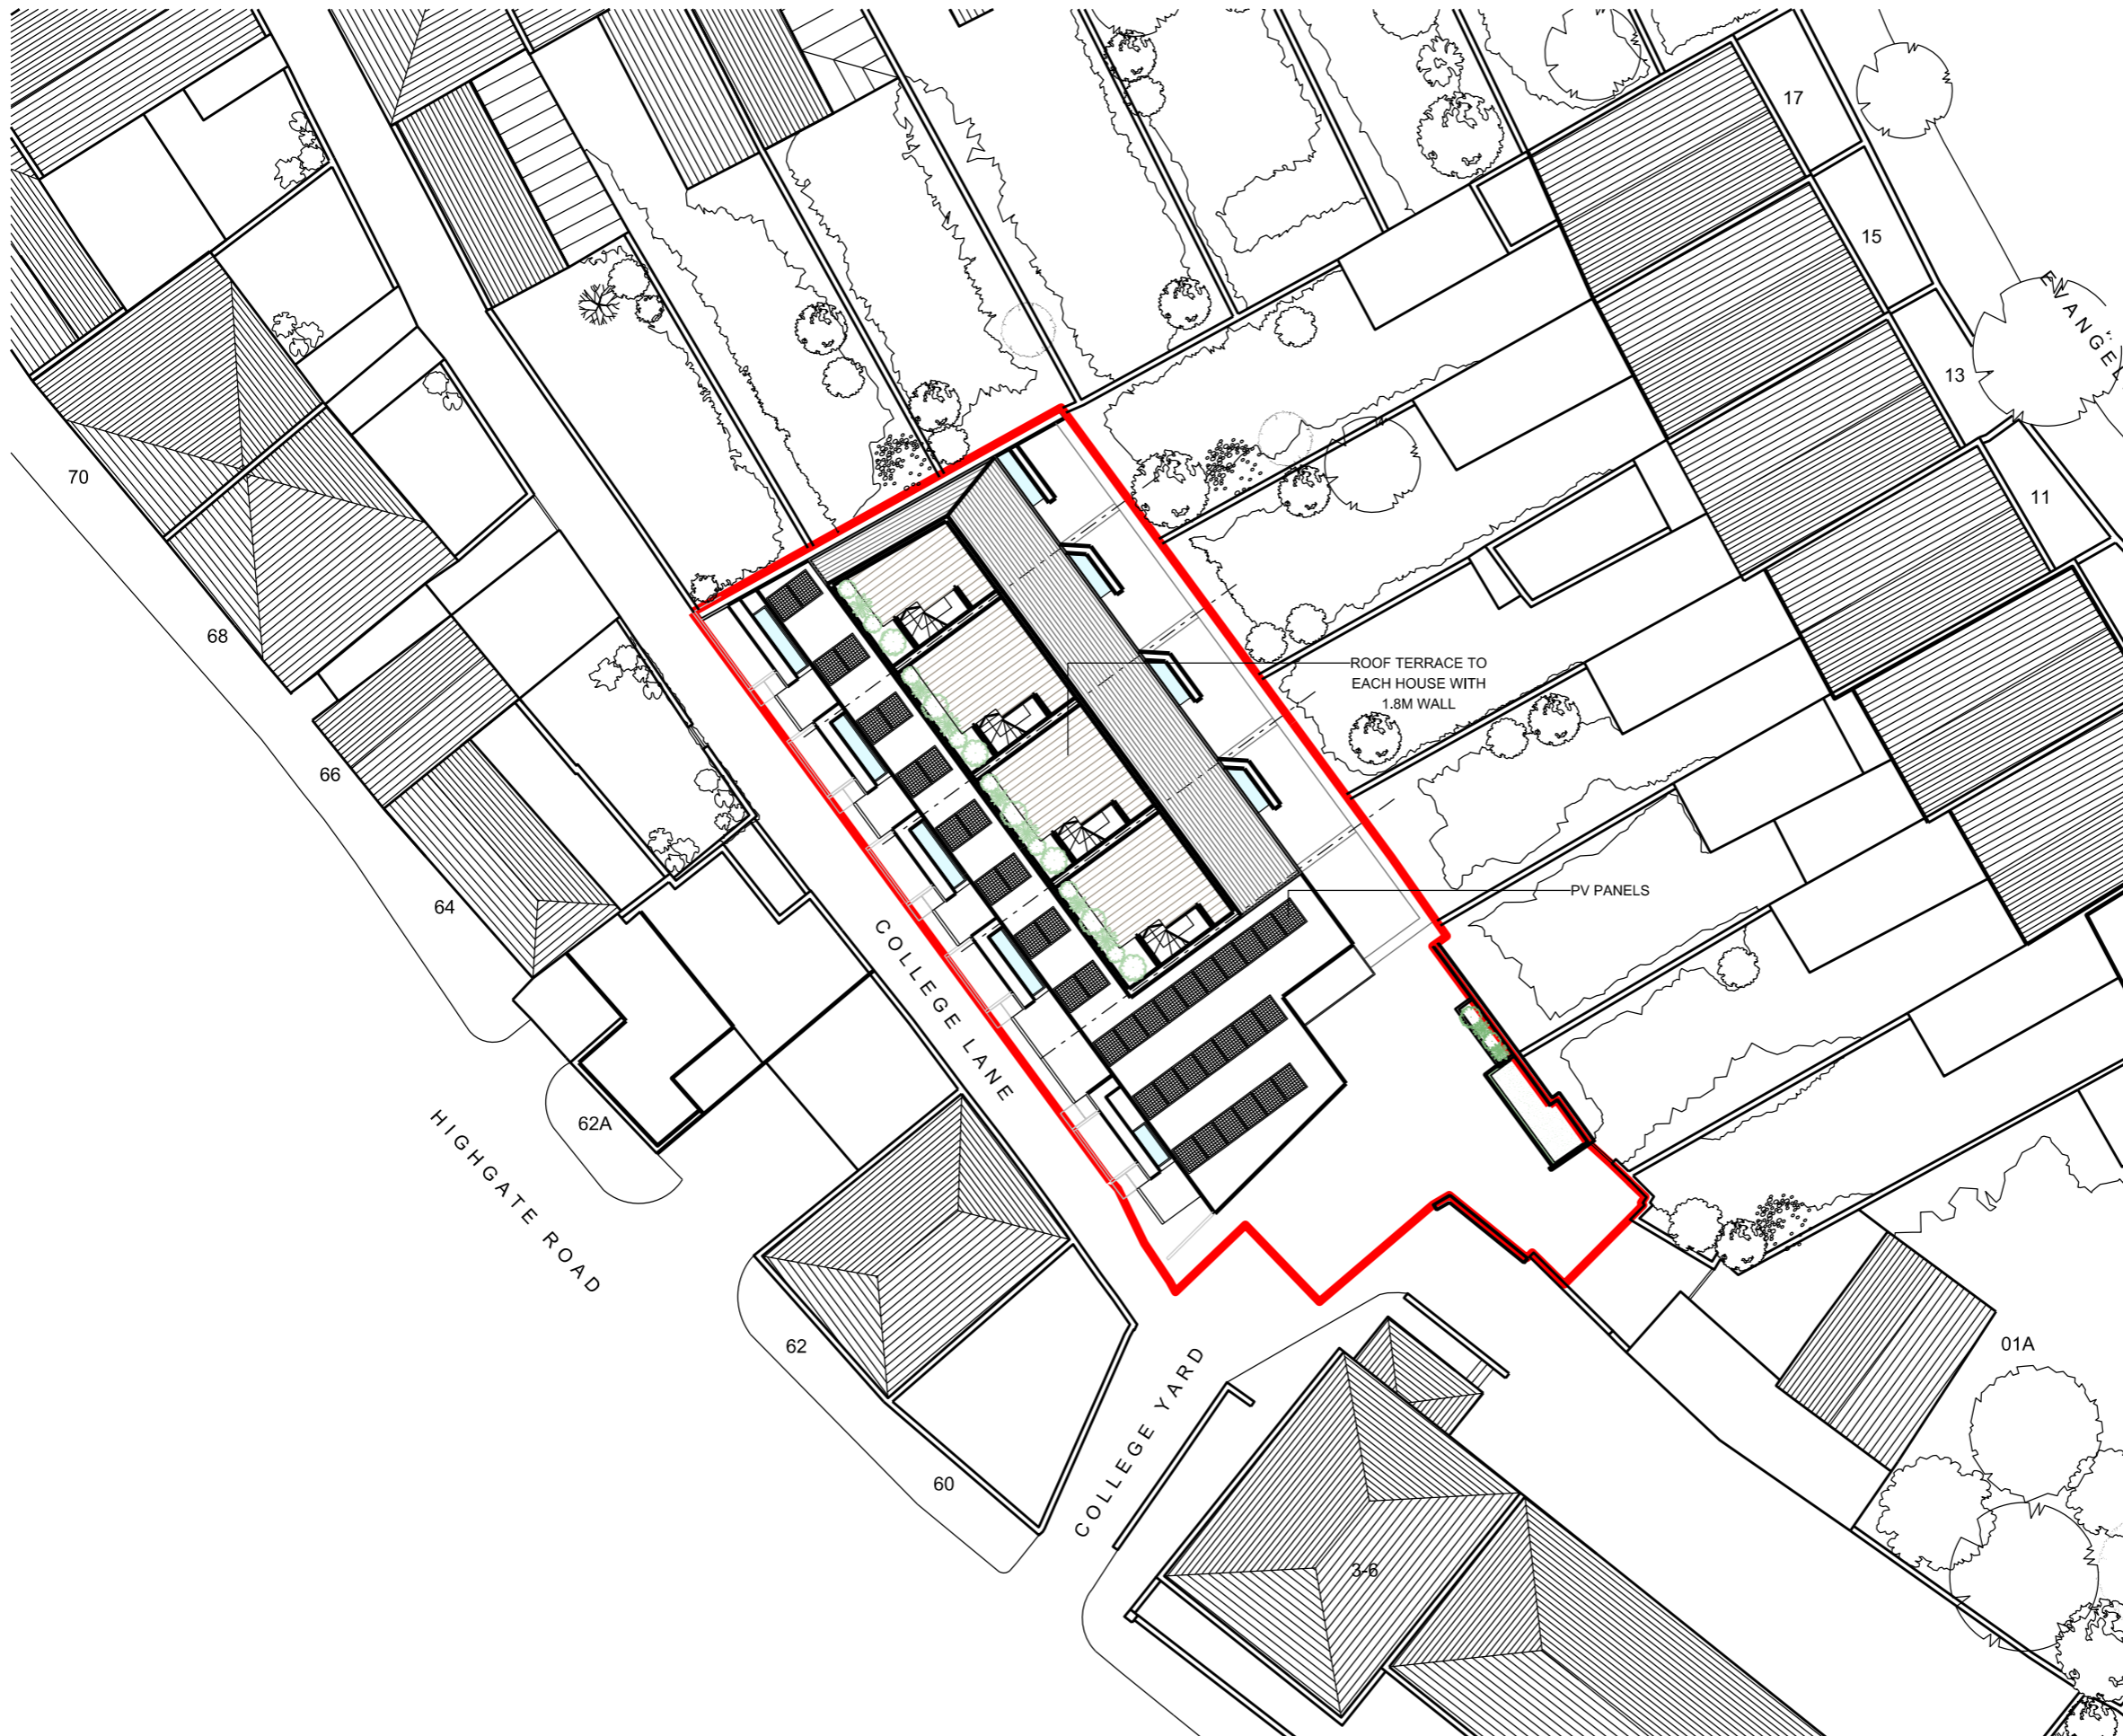 17
15
13
11
70
68
66
64
62A
62
60
ROOF TERRACE TO
EACH HOUSE WITH
1.8M WALL
PV PANELS
COLLEGE LANE
HIGHGATE ROAD
COLLEGE YARD
01A
3-6